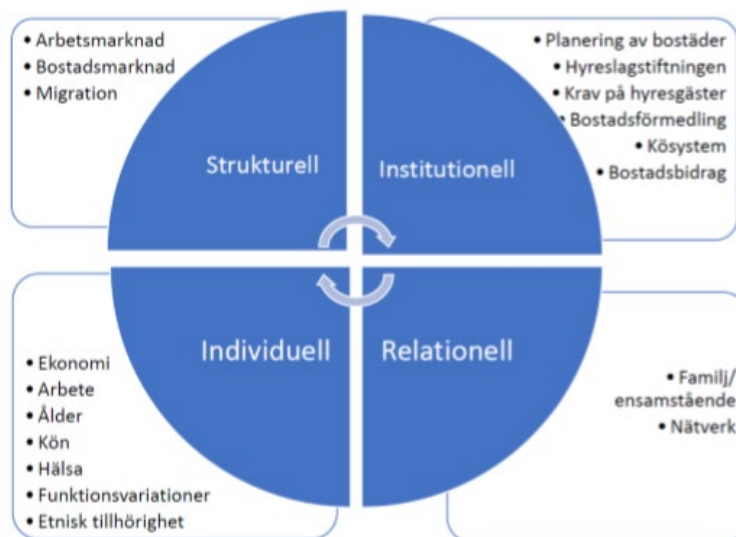 • Arbetsmarknad
• Bostadsmarknad
• Migration
Strukturell
• Planering av bostäder
• Hyreslagstiftningen
• Krav på hyresgäster
• Bostadsförmedling
• Kösystem
• Bostadsbidrag
Institutionell
Individuell
• Ekonomi
• Arbete
• Ålder
• Kön
• Hälsa
• Funktionsvariationer
• Etnisk tillhörighet
Relationell
• Familj/
ensamstående
• Nätverk